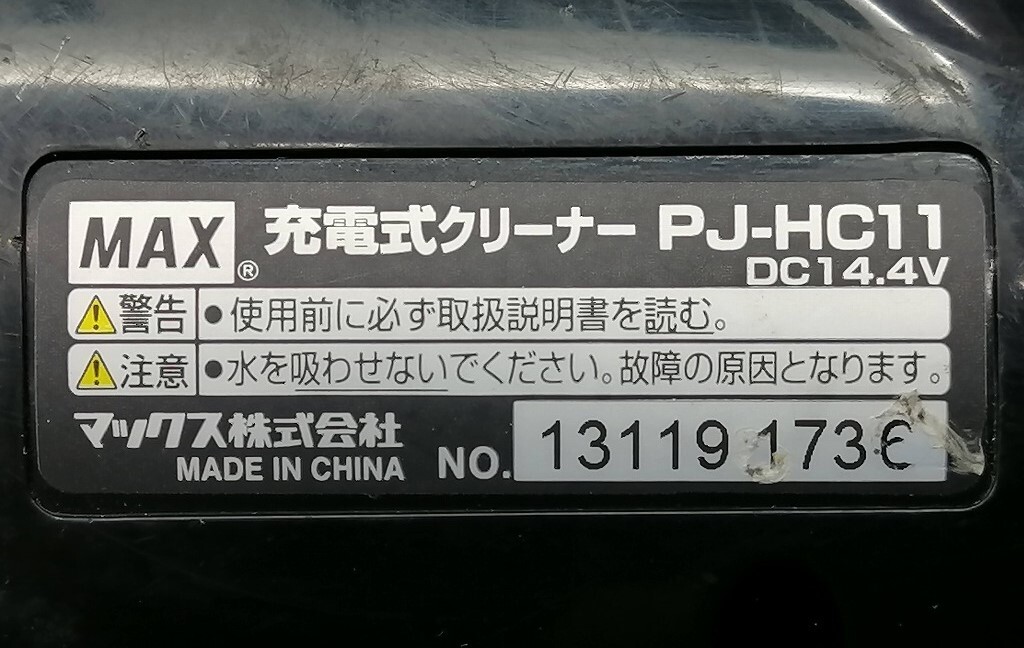 MAX® 充電式クリーナー PJ-HC11
DC14.4V
⚠警告 •使用前に必ず取扱説明書を読む。
⚠注意 •水を吸わせないでください。故障の原因となります。
マックス株式会社
MADE IN CHINA NO. 13119